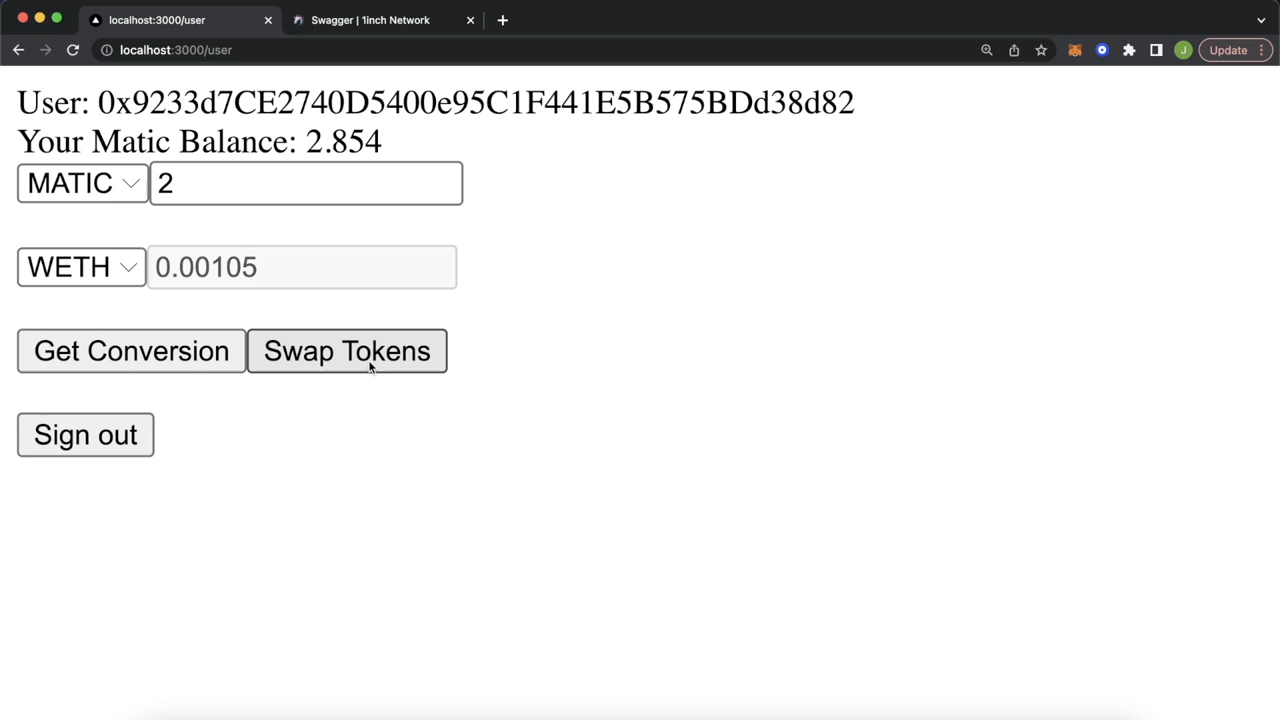 localhost:3000/user
Swagger | 1inch Network
localhost:3000/user
J
Update
User: 0x9233d7CE2740D5400e95C1F441E5B575BDd38d82
Your Matic Balance: 2.854
MATIC 2
WETH 0.00105
Get Conversion Swap Tokens
Sign out